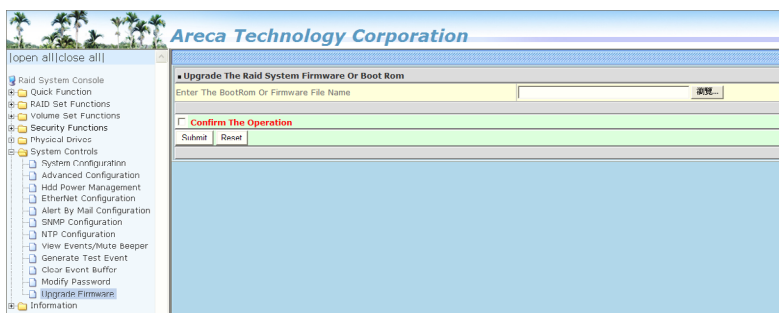 Areca Technology Corporation
|open all|close all|
Raid System Console
Quick Function
RAID Set Functions
Volume Set Functions
Security Functions
Physical Drives
System Controls
System Configuration
Advanced Configuration
Hdd Power Management
EtherNet Configuration
Alert By Mail Configuration
SNMP Configuration
NTP Configuration
View Events/Mute Beeper
Generate Test Event
Clear Event Buffer
Modify Password
Upgrade Firmware
Information
Upgrade The Raid System Firmware Or Boot Rom
Enter The BootRom Or Firmware File Name
瀏覽...
Confirm The Operation
Submit Reset